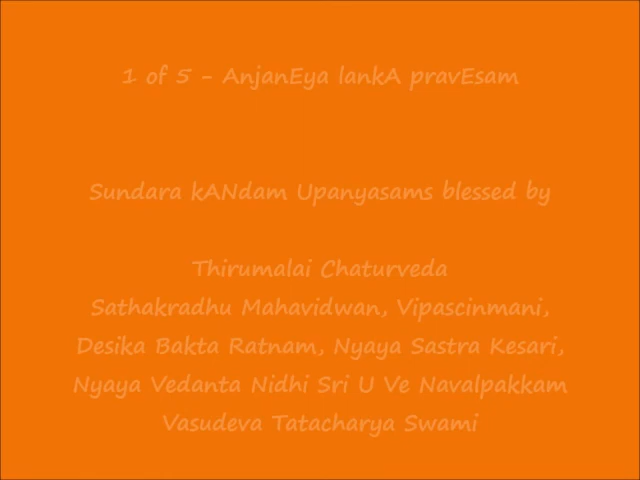 1 of 5 - AnjanEya lankA pravEsam
Sundara kANdam Upanyasams blessed by
Thirumalai Chaturveda
Sathakradhu Mahavidwan, Vipascinmani,
Desika Bakta Ratnam, Nyaya Sastra Kesari,
Nyaya Vedanta Nidhi Sri U Ve Navalpakkam
Vasudeva Tatacharya Swami